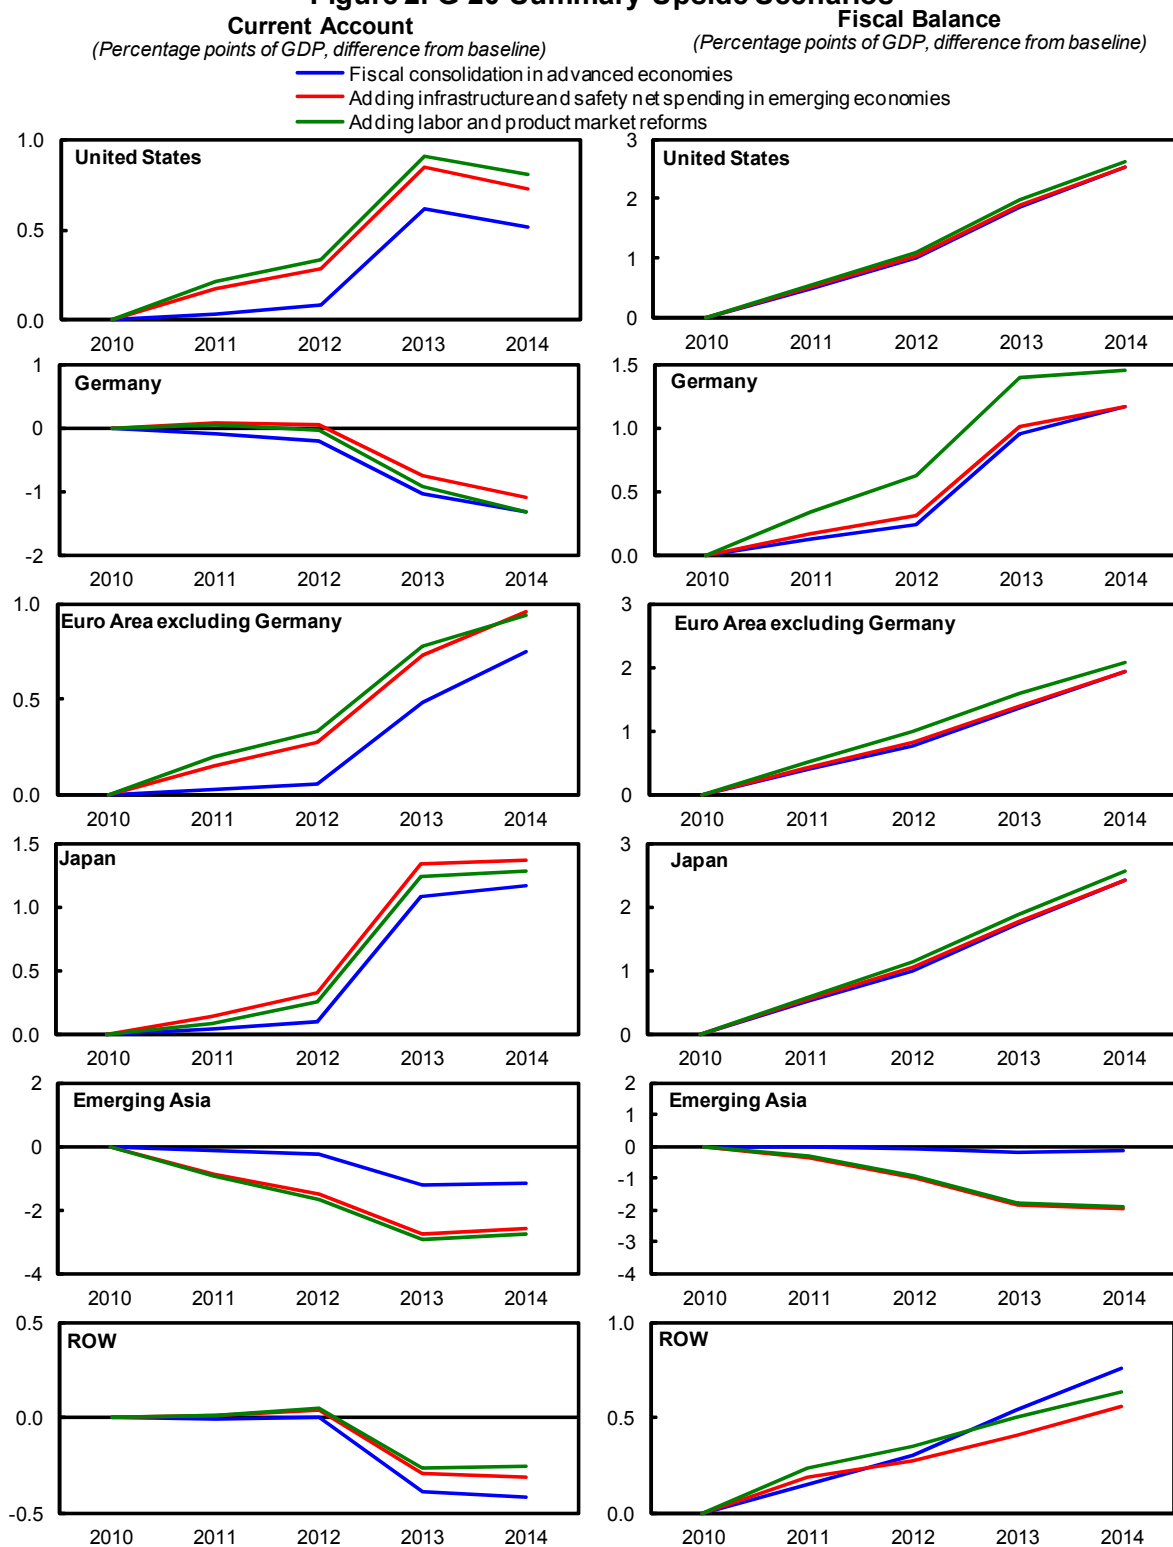 Figure 2. G-20 Summary Upside Scenarios
Current Account
(Percentage points of GDP, difference from baseline)
Fiscal Balance
(Percentage points of GDP, difference from baseline)
Fiscal consolidation in advanced economies
Adding infrastructure and safety net spending in emerging economies
Adding labor and product market reforms
United States
1.0
0.5
0.0
2010 2011 2012 2013 2014
United States
3
2
1
0
2010 2011 2012 2013 2014
Germany
1
0
-1
-2
2010 2011 2012 2013 2014
Germany
1.5
1.0
0.5
0.0
2010 2011 2012 2013 2014
Euro Area excluding Germany
1.0
0.5
0.0
2010 2011 2012 2013 2014
Euro Area excluding Germany
3
2
1
0
2010 2011 2012 2013 2014
Japan
1.5
1.0
0.5
0.0
2010 2011 2012 2013 2014
Japan
3
2
1
0
2010 2011 2012 2013 2014
Emerging Asia
2
0
-2
-4
2010 2011 2012 2013 2014
Emerging Asia
2
1
0
-1
-2
-3
-4
2010 2011 2012 2013 2014
ROW
0.5
0.0
-0.5
2010 2011 2012 2013 2014
ROW
1.0
0.5
0.0
2010 2011 2012 2013 2014